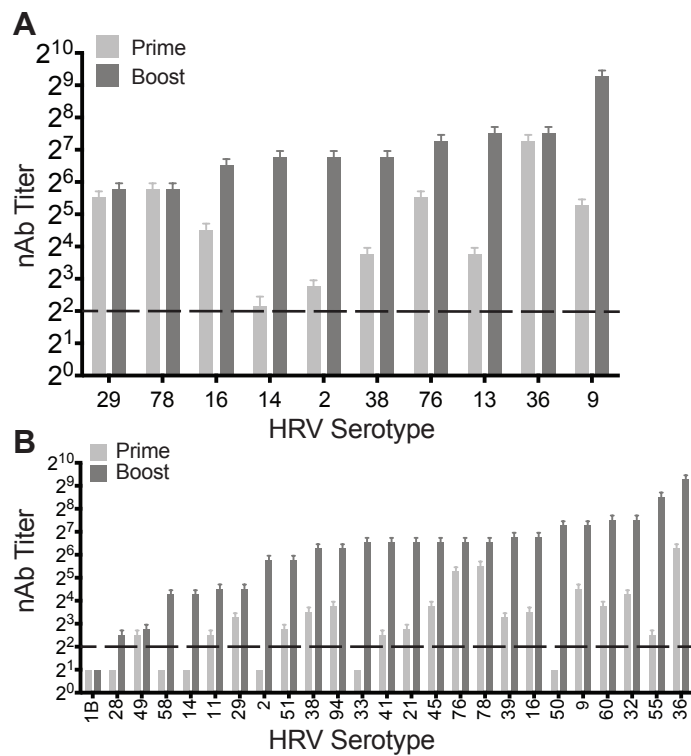 A
Prime
Boost
nAb Titer
2^10
2^9
2^8
2^7
2^6
2^5
2^4
2^3
2^2
2^1
2^0
29 78 16 14 2 38 76 13 36 9
HRV Serotype
B
Prime
Boost
nAb Titer
2^10
2^9
2^8
2^7
2^6
2^5
2^4
2^3
2^2
2^1
2^0
1B 28 49 58 14 11 29 2 51 38 94 33 41 21 45 76 78 39 16 50 9 60 32 55 36
HRV Serotype